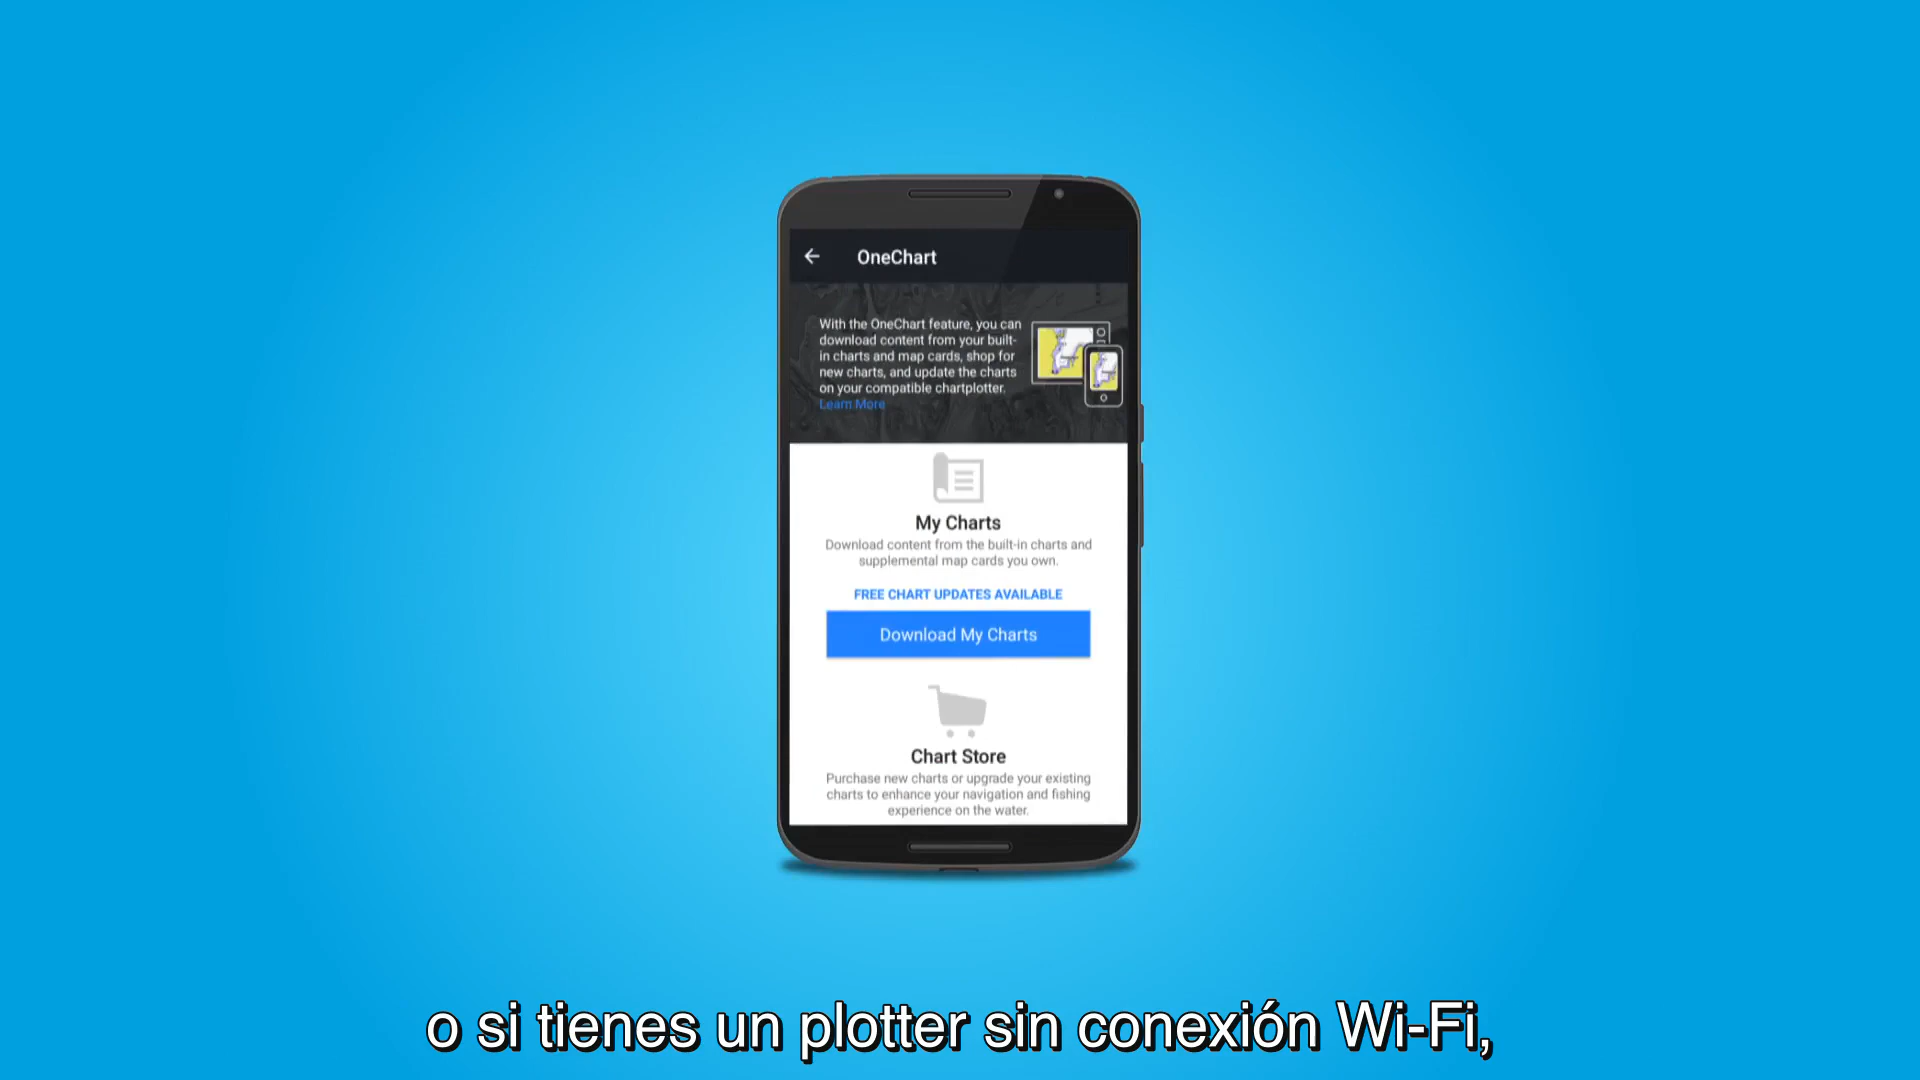 OneChart
With the OneChart feature, you can
download content from your built-
in charts and map cards, shop for
new charts, and update the charts
on your compatible chartplotter.
Learn More
My Charts
Download content from the built-in charts and
supplemental map cards you own.
FREE CHART UPDATES AVAILABLE
Download My Charts
Chart Store
Purchase new charts or upgrade your existing
charts to enhance your navigation and fishing
experience on the water.
o si tienes un plotter sin conexión Wi-Fi,